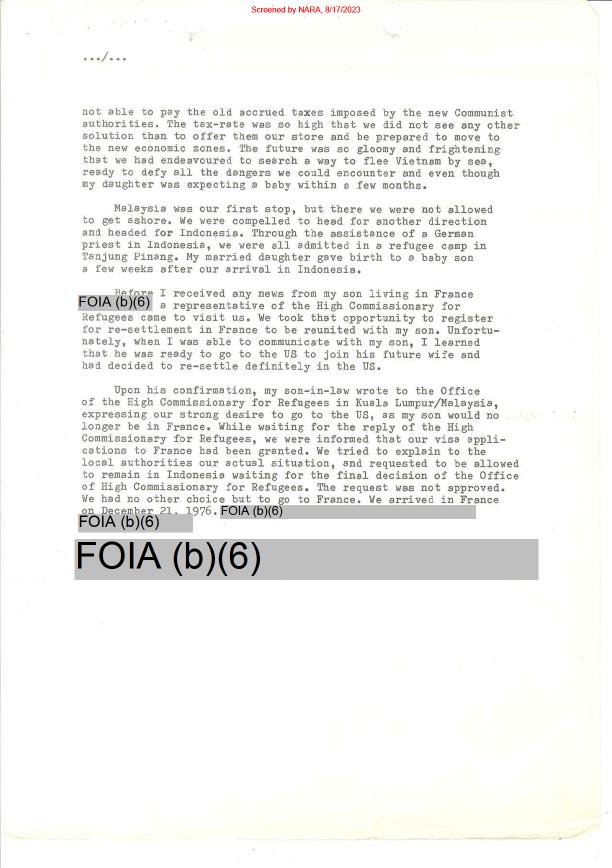 Screened by NARA, 8/17/2023
.../...
not able to pay the old accrued taxes imposed by the new Communist
authorities. The tax-rate was so high that we did not see any other
solution than to offer them our store and be prepared to move to
the new economic zones. The future was so gloomy and frightening
that we had endeavoured to search a way to flee Vietnam by sea,
ready to defy all the dangers we could encounter and even though
my daughter was expecting a baby within a few months.
Malaysia was our first stop, but there we were not allowed
to get ashore. We were compelled to head for another direction
and headed for Indonesia. Through the assistance of a German
priest in Indonesia, we were all admitted in a refugee camp in
Tanjung Pinang. My married daughter gave birth to a baby son
a few weeks after our arrival in Indonesia.
Before I received any news from my son living in France
FOIA (b)(6) a representative of the High Commissionary for
Refugees came to visit us. We took that opportunity to register
for re-settlement in France to be reunited with my son. Unfortu-
nately, when I was able to communicate with my son, I learned
that he was ready to go to the US to join his future wife and
had decided to re-settle definitely in the US.
Upon his confirmation, my son-in-law wrote to the Office
of the High Commissionary for Refugees in Kuala Lumpur/Malaysia,
expressing our strong desire to go to the US, as my son would no
longer be in France. While waiting for the reply of the High
Commissionary for Refugees, we were informed that our visa appli-
cations to France had been granted. We tried to explain to the
local authorities our actual situation, and requested to be allowed
to remain in Indonesia waiting for the final decision of the Office
of High Commissionary for Refugees. The request was not approved.
We had no other choice but to go to France. We arrived in France
on December 21, 1976. FOIA (b)(6)
FOIA (b)(6)
FOIA (b)(6)